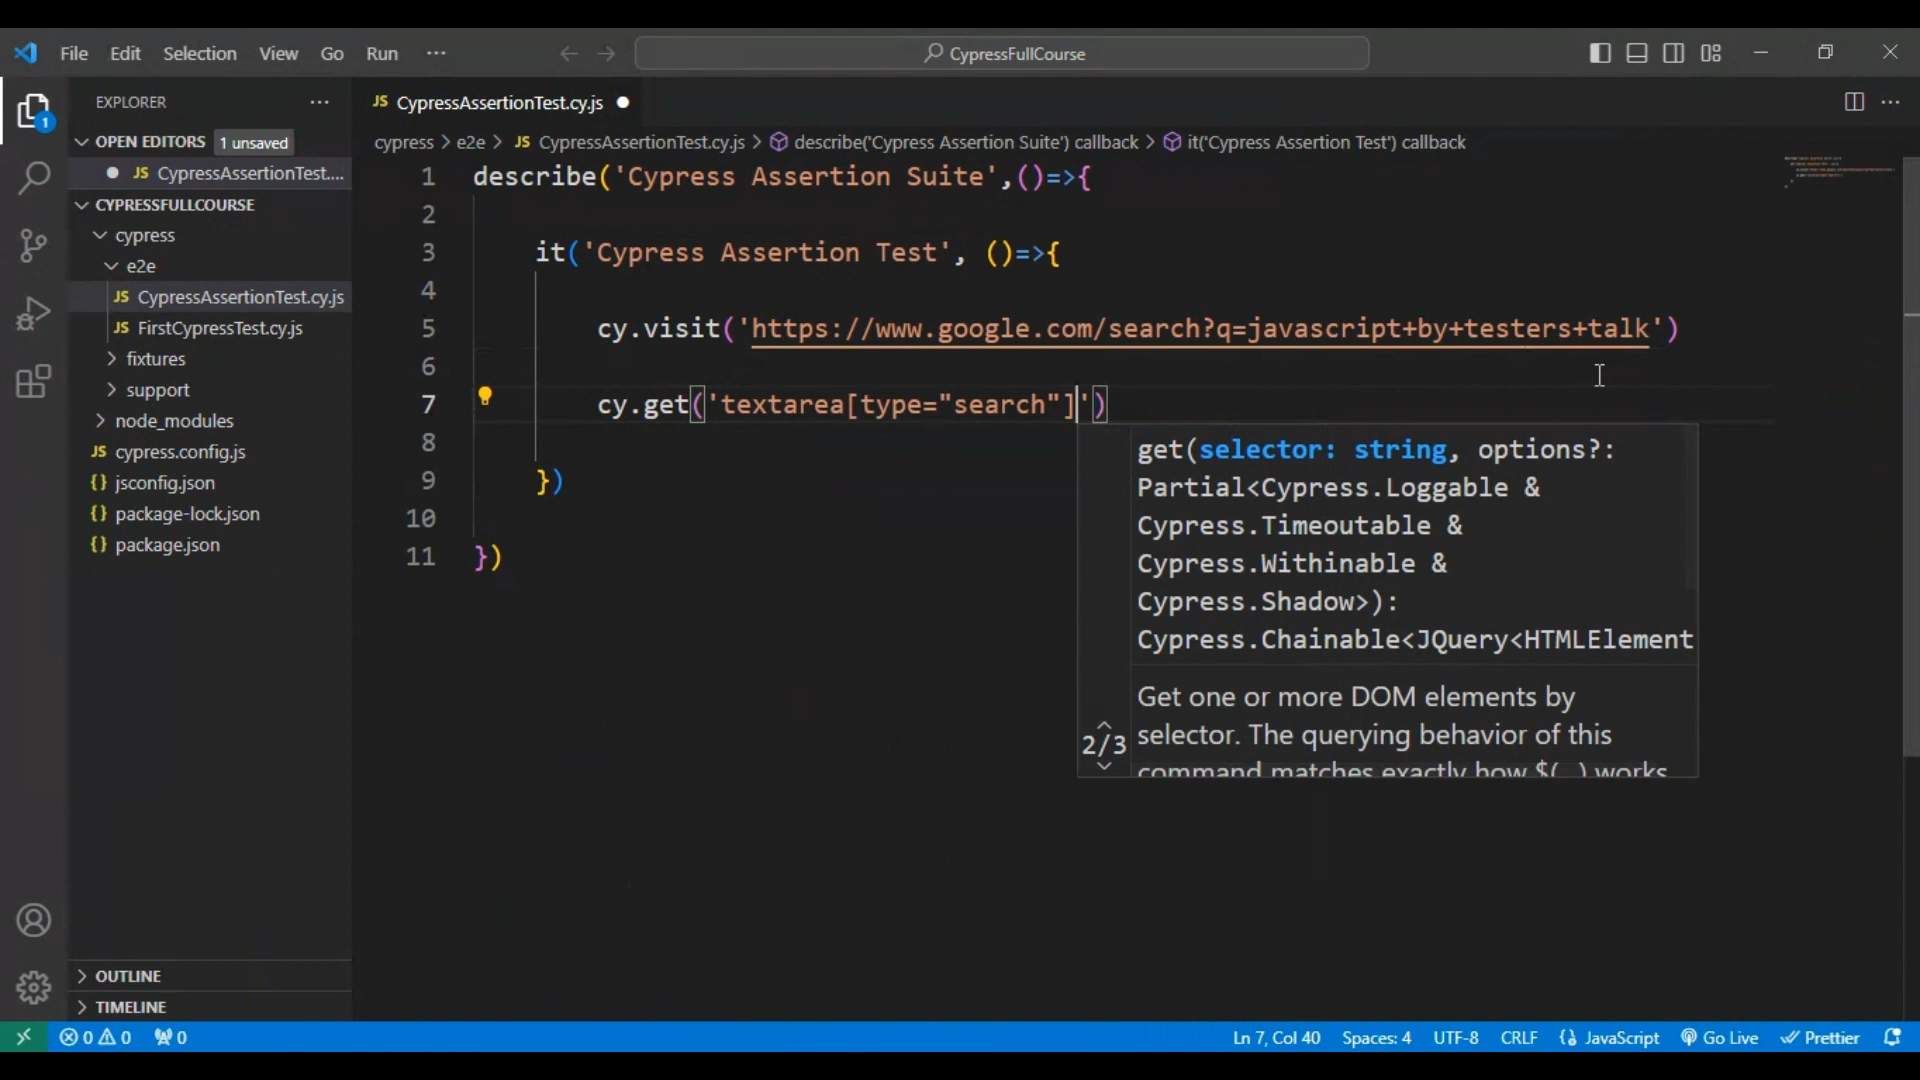 File Edit Selection View Go Run ··· CypressFullCourse
EXPLORER ···
OPEN EDITORS 1 unsaved
JS CypressAssertionTest....
CYPRESSFULLCOURSE
cypress
e2e
JS CypressAssertionTest.cy.js
JS FirstCypressTest.cy.js
fixtures
support
node_modules
JS cypress.config.js
{} jsconfig.json
{} package-lock.json
{} package.json
OUTLINE
TIMELINE
1
JS CypressAssertionTest.cy.js ●
cypress > e2e > JS CypressAssertionTest.cy.js > describe('Cypress Assertion Suite') callback > it('Cypress Assertion Test') callback
1 describe('Cypress Assertion Suite',()=>{
2
3 it('Cypress Assertion Test', ()=>{
4
5 cy.visit('https://www.google.com/search?q=javascript+by+testers+talk')
6
7 cy.get('textarea[type="search"]')
8
9 })
10
11 })
get(selector: string, options?:
Partial<Cypress.Loggable &
Cypress.Timeoutable &
Cypress.Withinable &
Cypress.Shadow>):
Cypress.Chainable<JQuery<HTMLElement
Get one or more DOM elements by
2/3 selector. The querying behavior of this
command matches exactly how $(…) works
0 0 0 Ln 7, Col 40 Spaces: 4 UTF-8 CRLF {} JavaScript Go Live Prettier